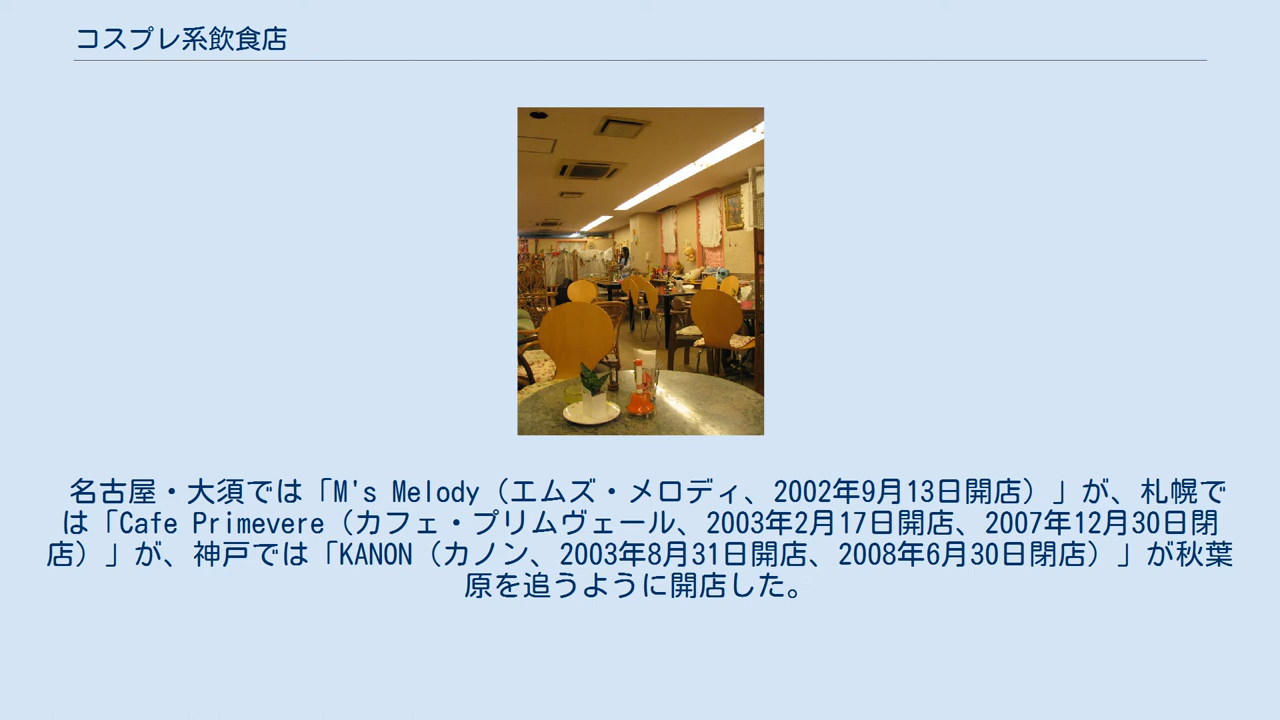 コスプレ系飲食店
名古屋・大須では「M's Melody（エムズ・メロディ、2002年9月13日開店）」が、札幌で
は「Cafe Primevere（カフェ・プリムヴェール、2003年2月17日開店、2007年12月30日閉
店）」が、神戸では「KANON（カノン、2003年8月31日開店、2008年6月30日閉店）」が秋葉
原を追うように開店した。